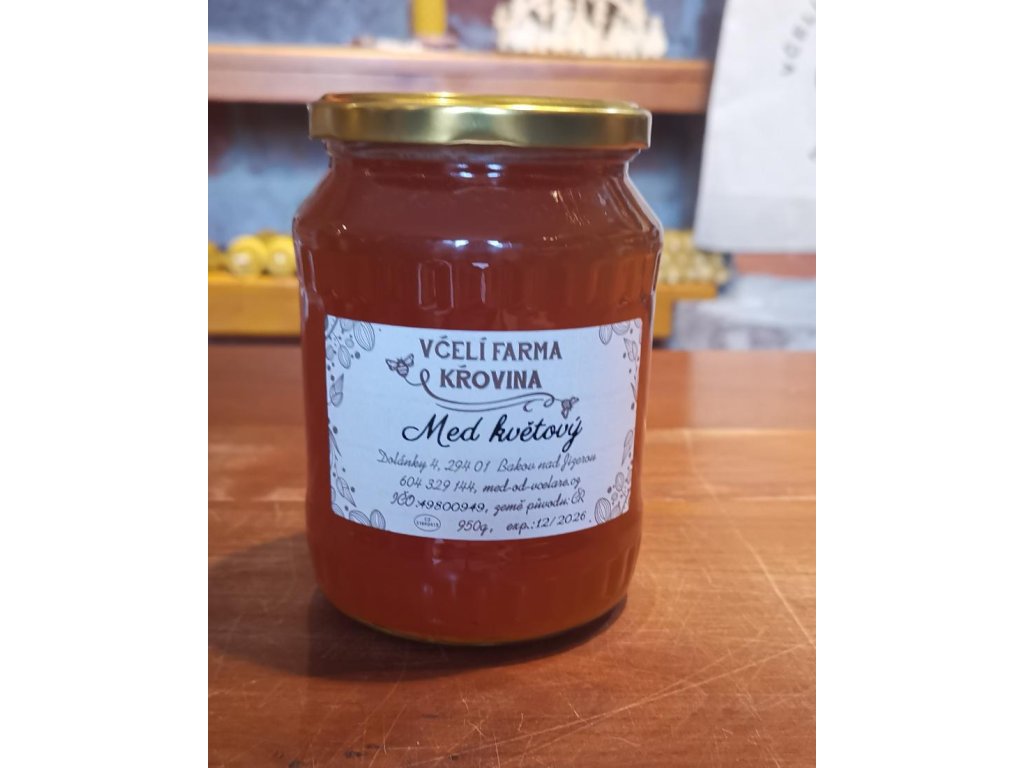 VČELÍ FARMA
KŘOVINA
Med květový
Dolánky 4, 294 01 Bakov nad Jizerou
604 329 144, med-od-vcelare.cz
IČO:49800949, země původu:ČR
950g, exp.:12/2026